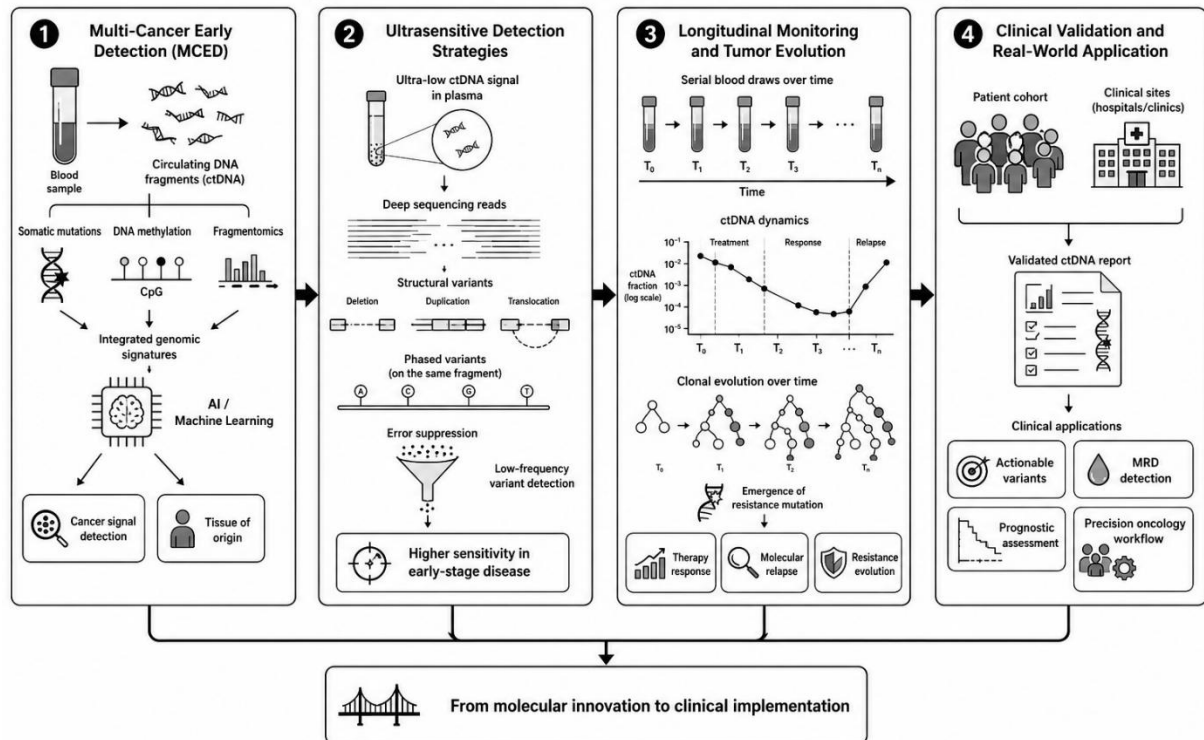 1 Multi-Cancer Early
Detection (MCED)
Blood
sample
Circulating DNA
fragments (ctDNA)
Somatic mutations DNA methylation Fragmentomics
CpG
Integrated genomic
signatures
AI /
Machine Learning
Cancer signal
detection
Tissue of
origin
2 Ultrasensitive Detection
Strategies
Ultra-low ctDNA signal
in plasma
Deep sequencing reads
...
Structural variants
Deletion Duplication Translocation
Phased variants
(on the same fragment)
A C G T
Error suppression
Low-frequency
variant detection
Higher sensitivity in
early-stage disease
3 Longitudinal Monitoring
and Tumor Evolution
Serial blood draws over time
...
T0 T1 T2 T3 Tn
Time
ctDNA dynamics
Treatment Response Relapse
ctDNA
fraction
(log scale)
10⁻¹
10⁻²
10⁻³
10⁻⁴
10⁻⁵
T0 T1 T2 T3 ... Tn
Clonal evolution over time
T0 T1 T2 Tn
Emergence of
resistance mutation
Therapy
response
Molecular
relapse
Resistance
evolution
4 Clinical Validation and
Real-World Application
Patient cohort
Clinical sites
(hospitals/clinics)
Validated ctDNA report
Clinical applications
Actionable
variants
MRD
detection
Prognostic
assessment
Precision oncology
workflow
From molecular innovation to clinical implementation